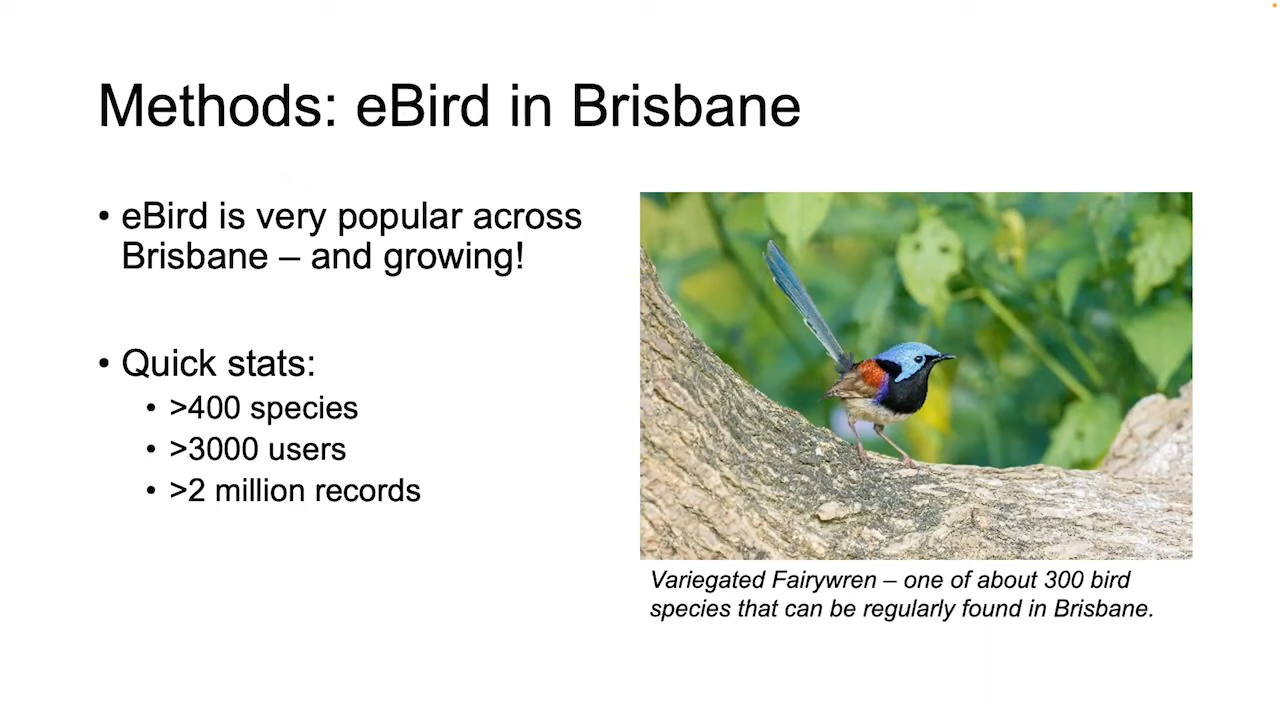 Methods: eBird in Brisbane
• eBird is very popular across
Brisbane – and growing!
• Quick stats:
• >400 species
• >3000 users
• >2 million records
Variegated Fairywren – one of about 300 bird
species that can be regularly found in Brisbane.